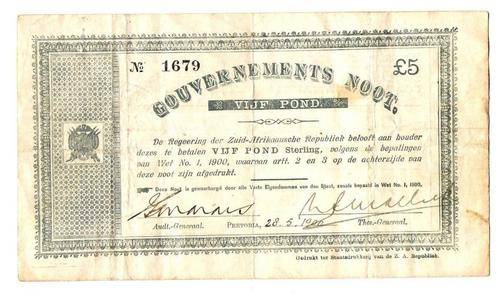 № 1679
£5
GOUVERNEMENTS NOOT.
VIJF POND.
De Regeering der Zuid-Afrikaansche Republiek belooft aan houder
dezes te betalen VIJF POND Sterling, volgens de bepalingen
van Wet No. 1, 1900, waarvan artt. 2 en 3 op de achterzijde van
deze noot zijn afgedrukt.
Deze Noot is gewaarborgd door alle Vaste Eigendommen van den Staat, zooals bepaald in Wet No. 1, 1900.
Audt.-Generaal. PRETORIA, 28.5.1900 Thes.-Generaal.
Gedrukt ter Staatsdrukkerij van de Z. A. Republiek.